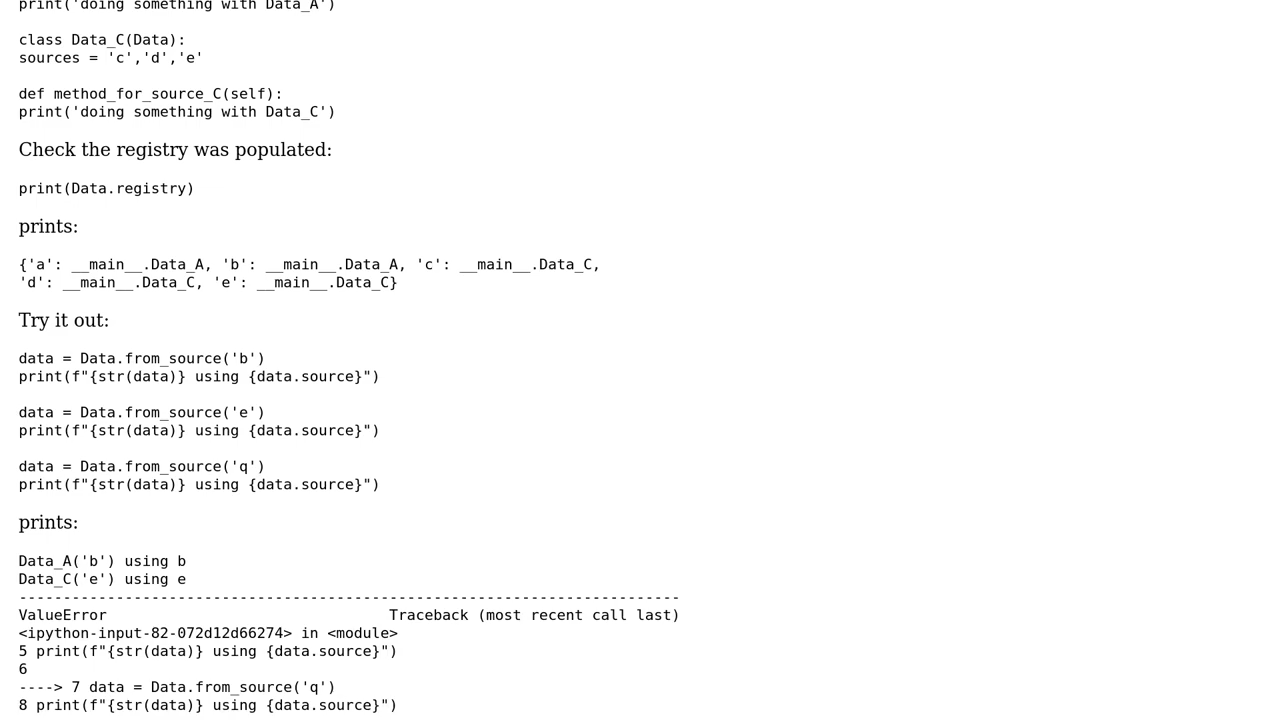 print('doing something with Data_A')
class Data_C(Data):
sources = 'c','d','e'
def method_for_source_C(self):
print('doing something with Data_C')
Check the registry was populated:
print(Data.registry)
prints:
{'a': __main__.Data_A, 'b': __main__.Data_A, 'c': __main__.Data_C,
'd': __main__.Data_C, 'e': __main__.Data_C}
Try it out:
data = Data.from_source('b')
print(f"{str(data)} using {data.source}")
data = Data.from_source('e')
print(f"{str(data)} using {data.source}")
data = Data.from_source('q')
print(f"{str(data)} using {data.source}")
prints:
Data_A('b') using b
Data_C('e') using e
---------------------------------------------------------------------------
ValueError                                Traceback (most recent call last)
<ipython-input-82-072d12d66274> in <module>
5 print(f"{str(data)} using {data.source}")
6
----> 7 data = Data.from_source('q')
8 print(f"{str(data)} using {data.source}")